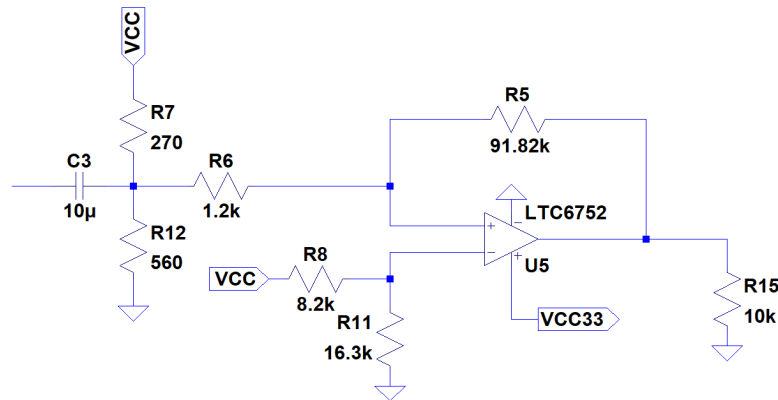 VCC
R7
270
C3
10µ
R12
560
R6
1.2k
R5
91.82k
+
−
−
+
LTC6752
U5
VCC
R8
8.2k
R11
16.3k
VCC33
R15
10k